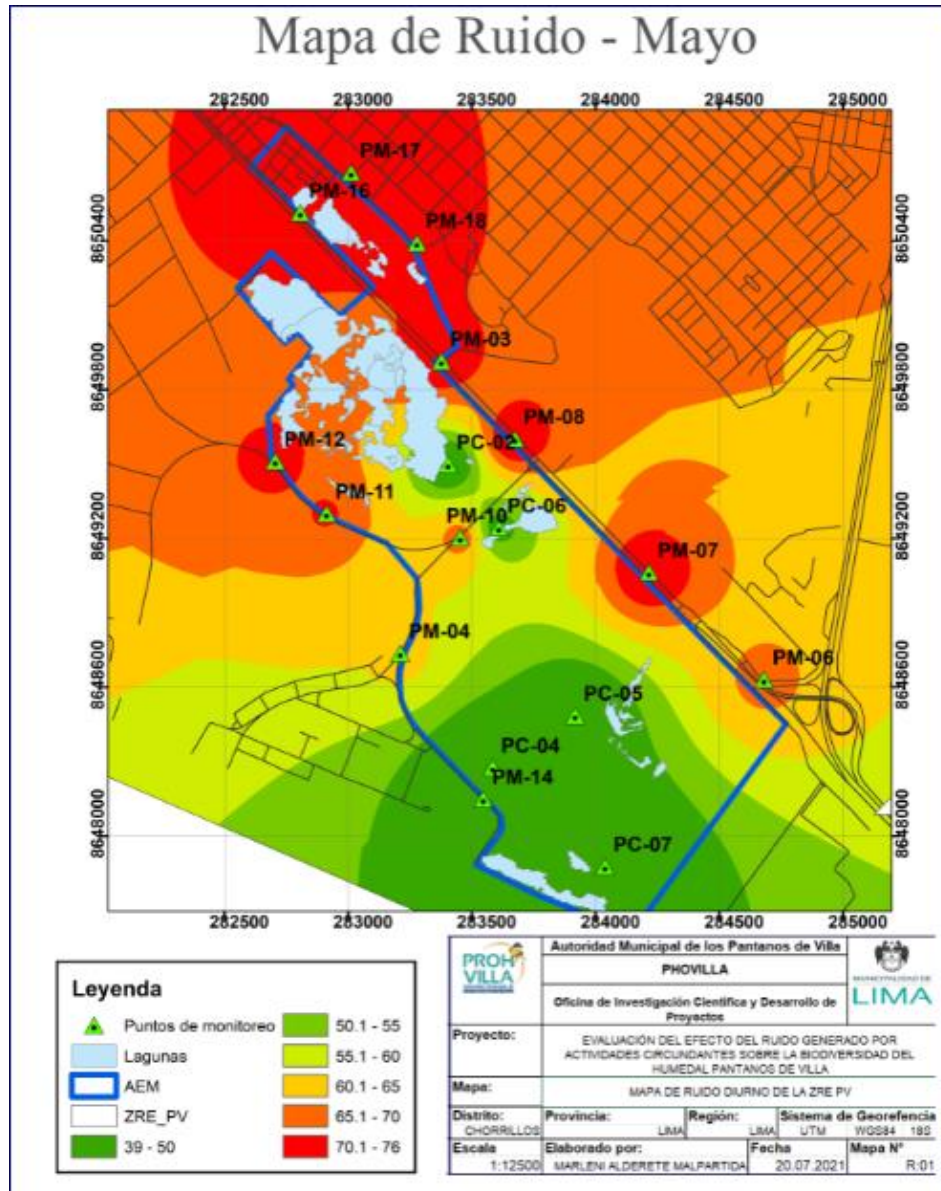 Mapa de Ruido - Mayo
282500 283000 283500 284000 284500 285000
PM-17
PM-16
8650400 PM-18 8650400
PM-03
8649800 8649800
PM-08
PM-12 PC-02
PM-11
8649200 PM-10 PC-06 8649200
PM-07
PM-04
PM-06
8648600 8648600
PC-05
PC-04
PM-14
8648000 8648000
PC-07
282500 283000 283500 284000 284500 285000
Leyenda
Puntos de monitoreo
Lagunas
AEM
ZRE_PV
39 - 50
50.1 - 55
55.1 - 60
60.1 - 65
65.1 - 70
70.1 - 76
PROH
VILLA
Autoridad Municipal de los Pantanos de Villa
PHOVILLA
Oficina de Investigación Científica y Desarrollo de
Proyectos
MUNICIPALIDAD DE
LIMA
Proyecto:
EVALUACIÓN DEL EFECTO DEL RUIDO GENERADO POR
ACTIVIDADES CIRCUNDANTES SOBRE LA BIODIVERSIDAD DEL
HUMEDAL PANTANOS DE VILLA
Mapa:
MAPA DE RUIDO DIURNO DE LA ZRE PV
Distrito: Provincia: Región: Sistema de Georefencia
CHORRILLOS LIMA LIMA UTM WGS84 18S
Escala Elaborado por: Fecha Mapa N°
1:12500 MARLENI ALDERETE MALPARTIDA 20.07.2021 R:01